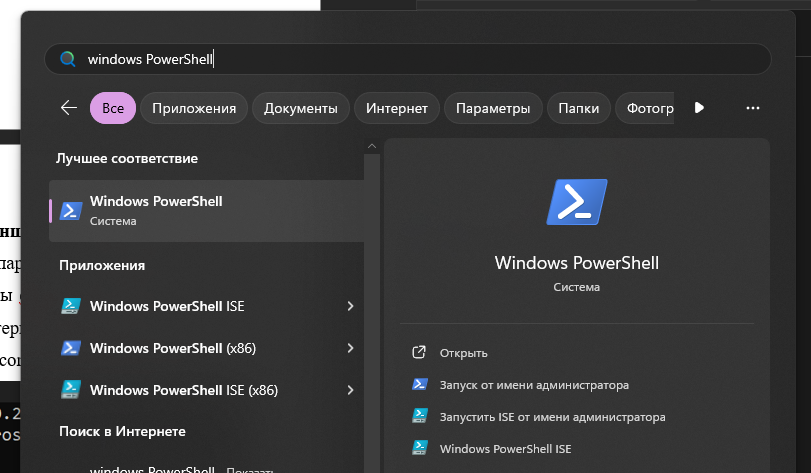 windows PowerShell
Все
Приложения
Документы
Интернет
Параметры
Папки
Фотогр
Лучшее соответствие
Windows PowerShell
Система
Приложения
Windows PowerShell ISE
Windows PowerShell (x86)
Windows PowerShell ISE (x86)
Поиск в Интернете
windows PowerShell - Показать
Windows PowerShell
Система
Открыть
Запуск от имени администратора
Запустить ISE от имени администратора
Windows PowerShell ISE